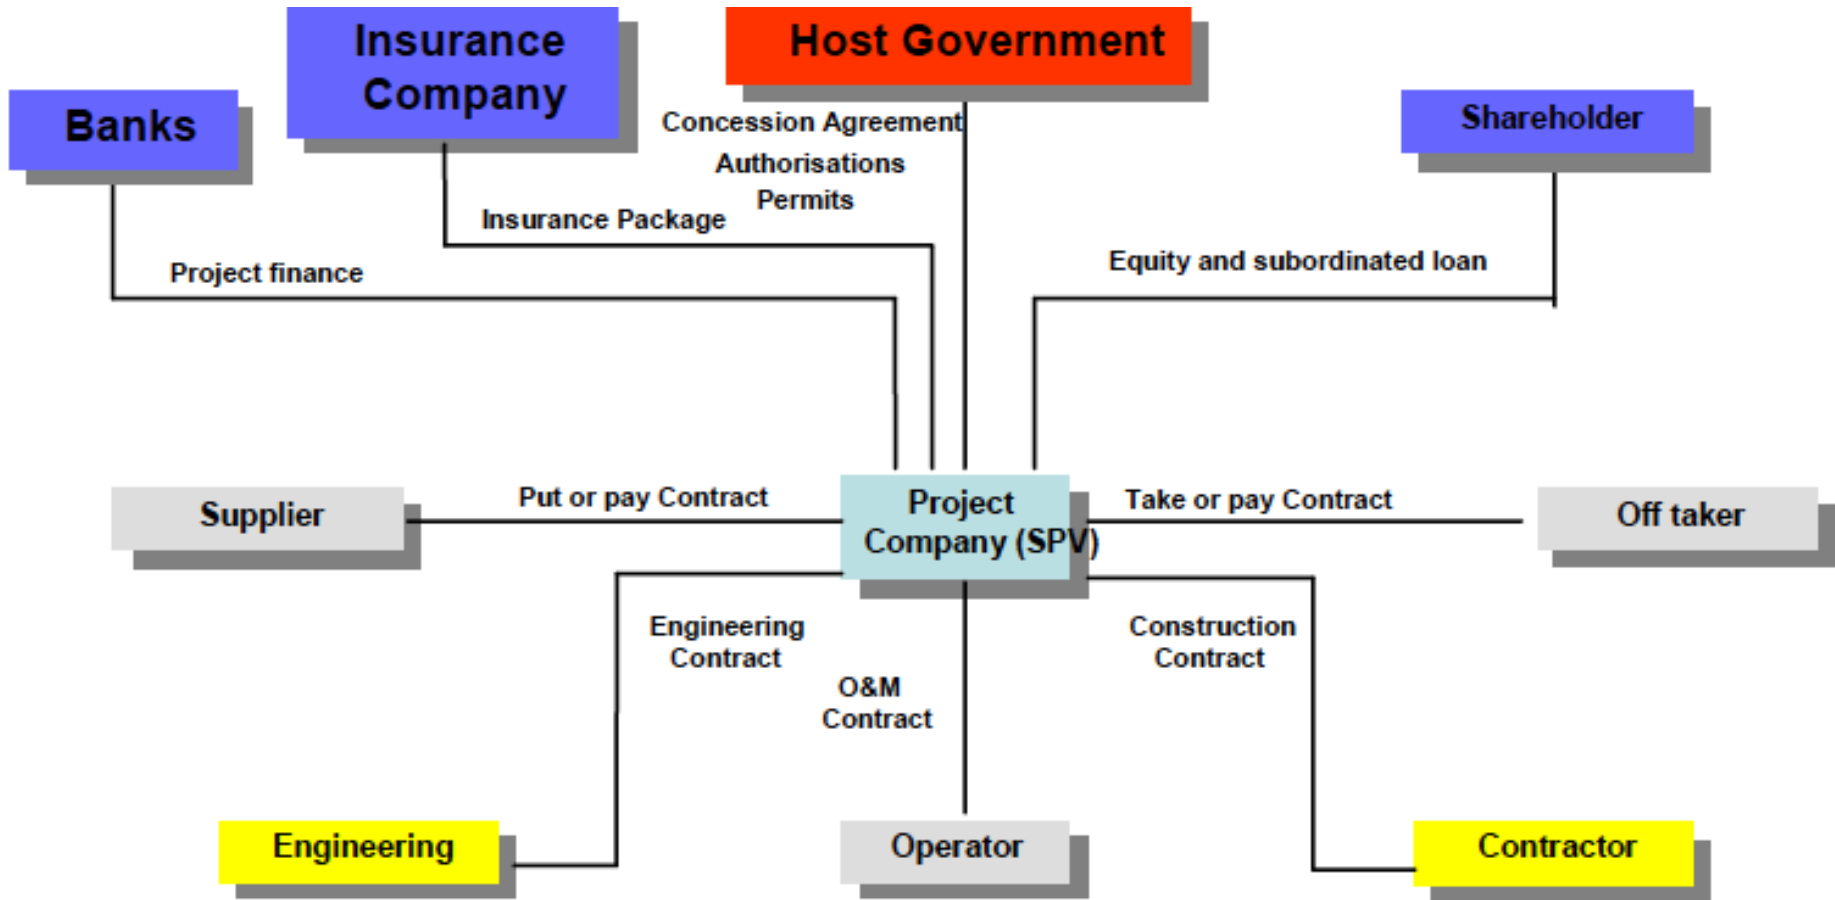 Insurance
Company
Host Government
Banks
Shareholder
Concession Agreement
Authorisations
Permits
Insurance Package
Project finance
Equity and subordinated loan
Supplier
Put or pay Contract
Project
Company (SPV)
Take or pay Contract
Off taker
Engineering
Contract
O&M
Contract
Construction
Contract
Engineering
Operator
Contractor